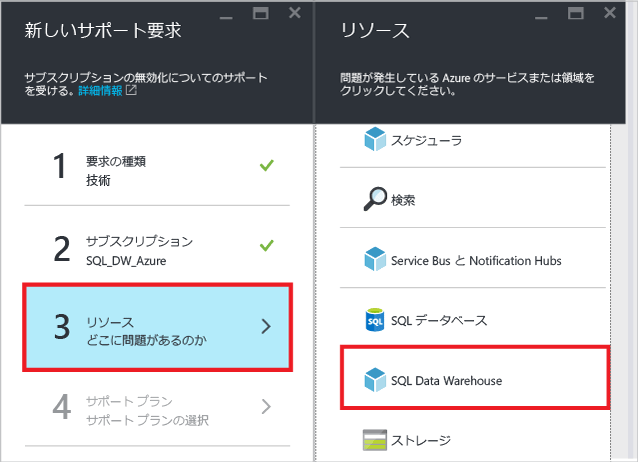 新しいサポート要求
サブスクリプションの無効化についてのサポート
を受ける。詳細情報
1
要求の種類
技術
2
サブスクリプション
SQL_DW_Azure
3
リソース
どこに問題があるのか
4
サポート プラン
サポート プランの選択
リソース
問題が発生している Azure のサービスまたは領域を
クリックしてください。
スケジューラ
検索
Service Bus と Notification Hubs
SQL
SQL データベース
SQL Data Warehouse
ストレージ